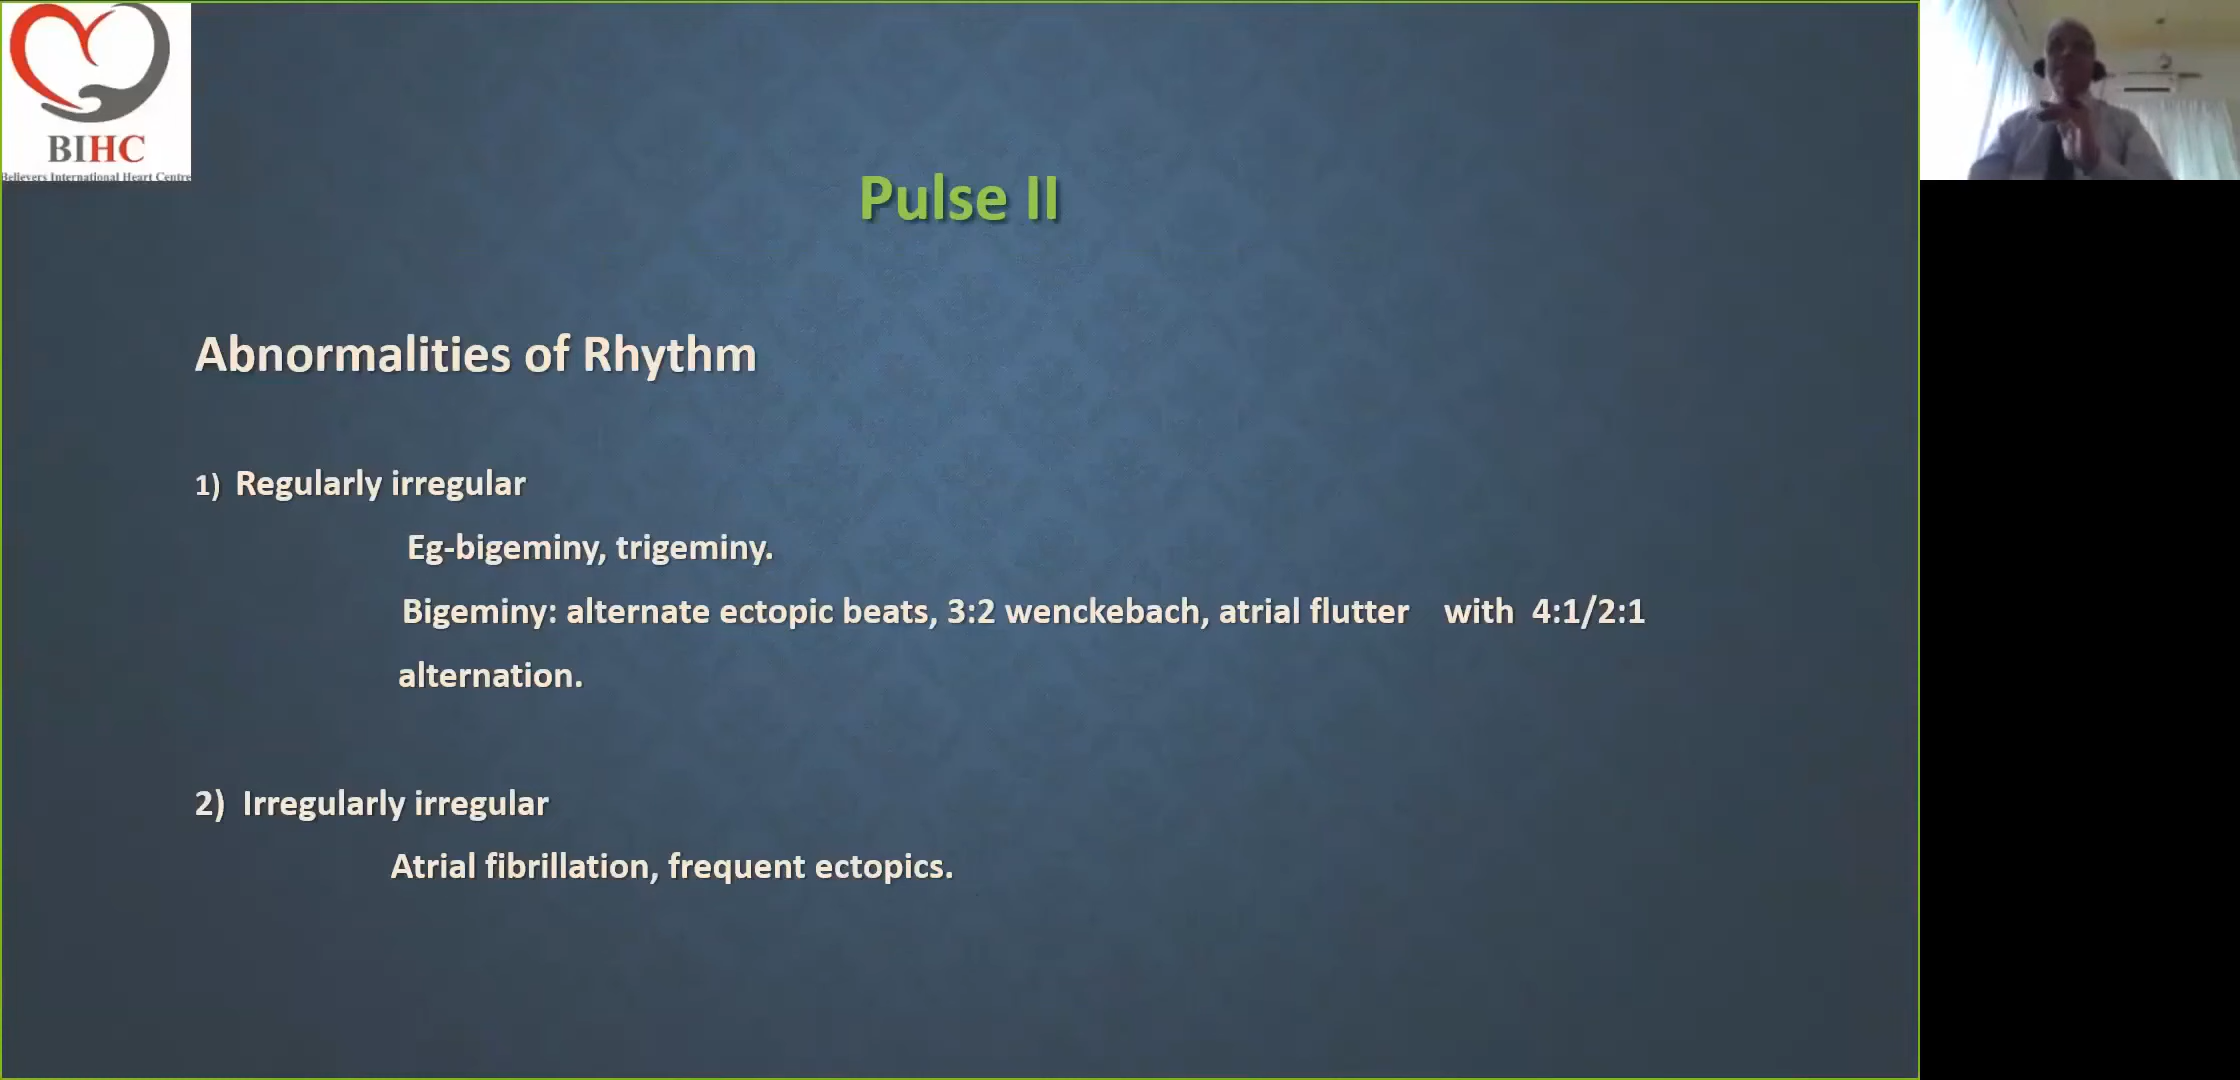 BIHC
Believers International Heart Centre
Pulse II
Abnormalities of Rhythm
1) Regularly irregular
Eg-bigeminy, trigeminy.
Bigeminy: alternate ectopic beats, 3:2 wenckebach, atrial flutter with 4:1/2:1
alternation.
2) Irregularly irregular
Atrial fibrillation, frequent ectopics.